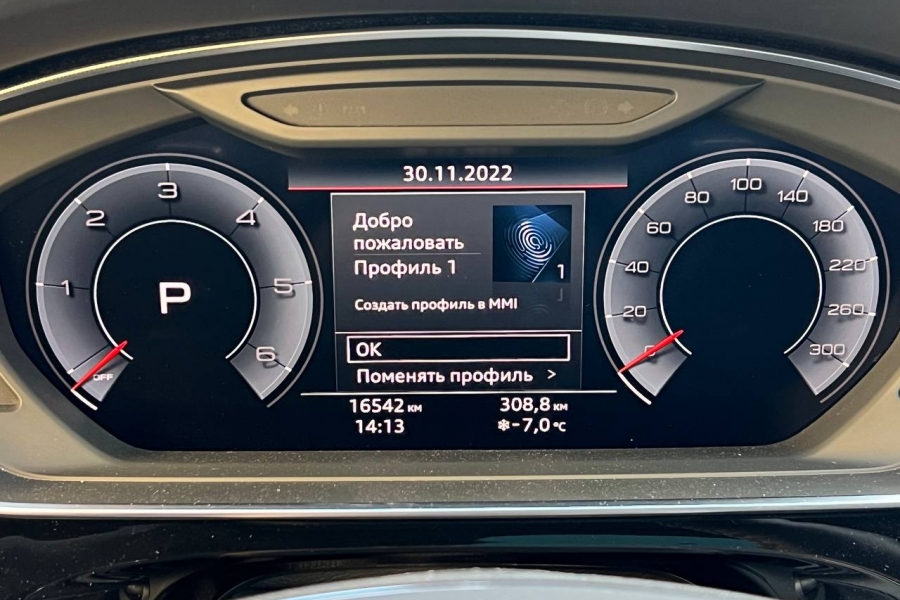 30.11.2022
Добро
пожаловать
Профиль 1
1
Создать профиль в MMI
OK
Поменять профиль >
16542 км
308,8 км
14:13
❄-7,0 °C
P
OFF
1
2
3
4
5
6
0
20
40
60
80
100
140
180
220
260
300